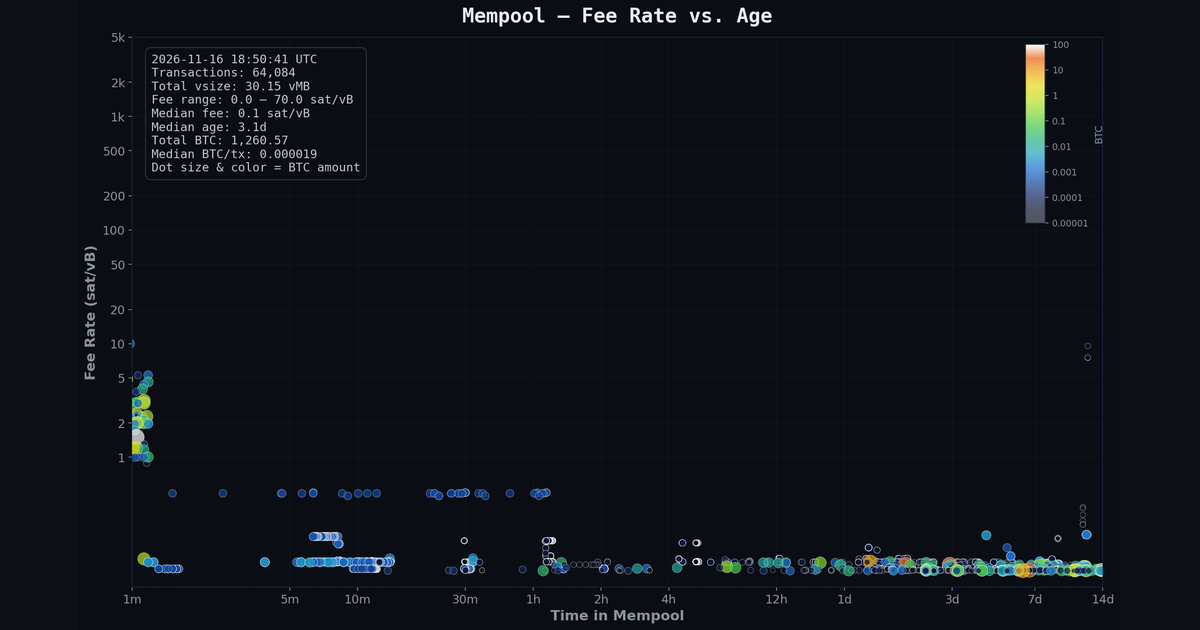 Mempool — Fee Rate vs. Age
5k
2k
1k
500
200
100
50
20
10
5
2
1
Fee Rate (sat/vB)
2026-11-16 18:50:41 UTC
Transactions: 64,084
Total vsize: 30.15 vMB
Fee range: 0.0 — 70.0 sat/vB
Median fee: 0.1 sat/vB
Median age: 3.1d
Total BTC: 1,260.57
Median BTC/tx: 0.000019
Dot size & color = BTC amount
100
10
1
0.1
0.01
0.001
0.0001
0.00001
BTC
1m 5m 10m 30m 1h 2h 4h 12h 1d 3d 7d 14d
Time in Mempool